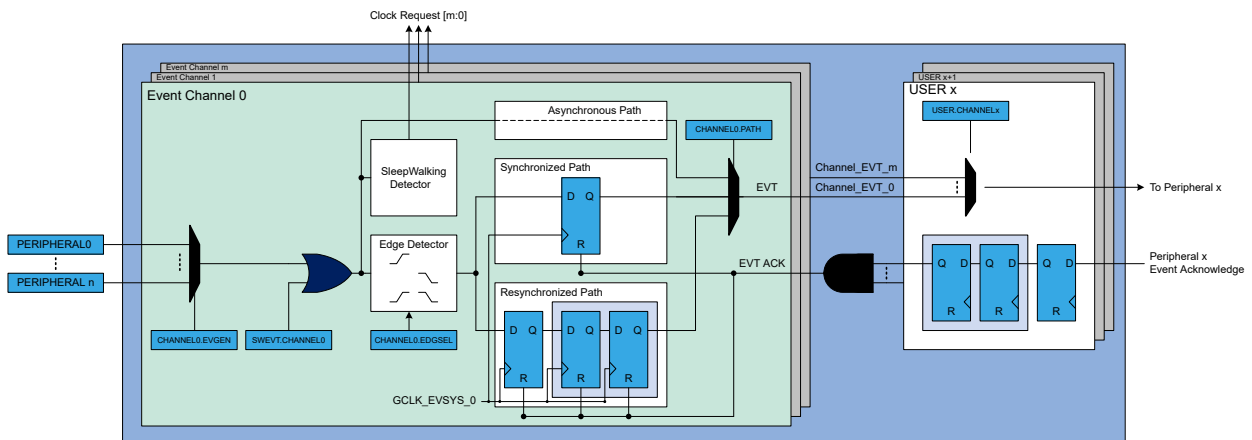 Clock Request [m:0]
Event Channel m
Event Channel 1
Event Channel 0
USER x+1
USER x
Asynchronous Path
CHANNEL0.PATH
USER.CHANNELx
SleepWalking
Detector
Synchronized Path
D Q
R
EVT
Channel_EVT_m
Channel_EVT_0
To Peripheral x
PERIPHERAL0
PERIPHERAL n
Edge Detector
EVT ACK
Q D
R
Q D
R
Q D
R
Peripheral x
Event Acknowledge
Resynchronized Path
D Q
R
D Q
R
D Q
R
CHANNEL0.EVGEN
SWEVT.CHANNEL0
CHANNEL0.EDGSEL
GCLK_EVSYS_0